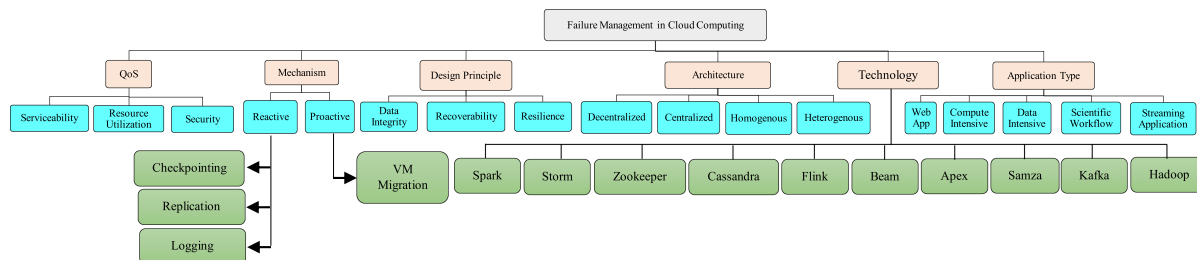 Failure Management in Cloud Computing
QoS
Mechanism
Design Principle
Architecture
Technology
Application Type
Serviceability
Resource
Utilization
Security
Reactive
Proactive
Data
Integrity
Recoverability
Resilience
Decentralized
Centralized
Homogenous
Heterogenous
Web
App
Compute
Intensive
Data
Intensive
Scientific
Workflow
Streaming
Application
Checkpointing
Replication
Logging
VM
Migration
Spark
Storm
Zookeeper
Cassandra
Flink
Beam
Apex
Samza
Kafka
Hadoop